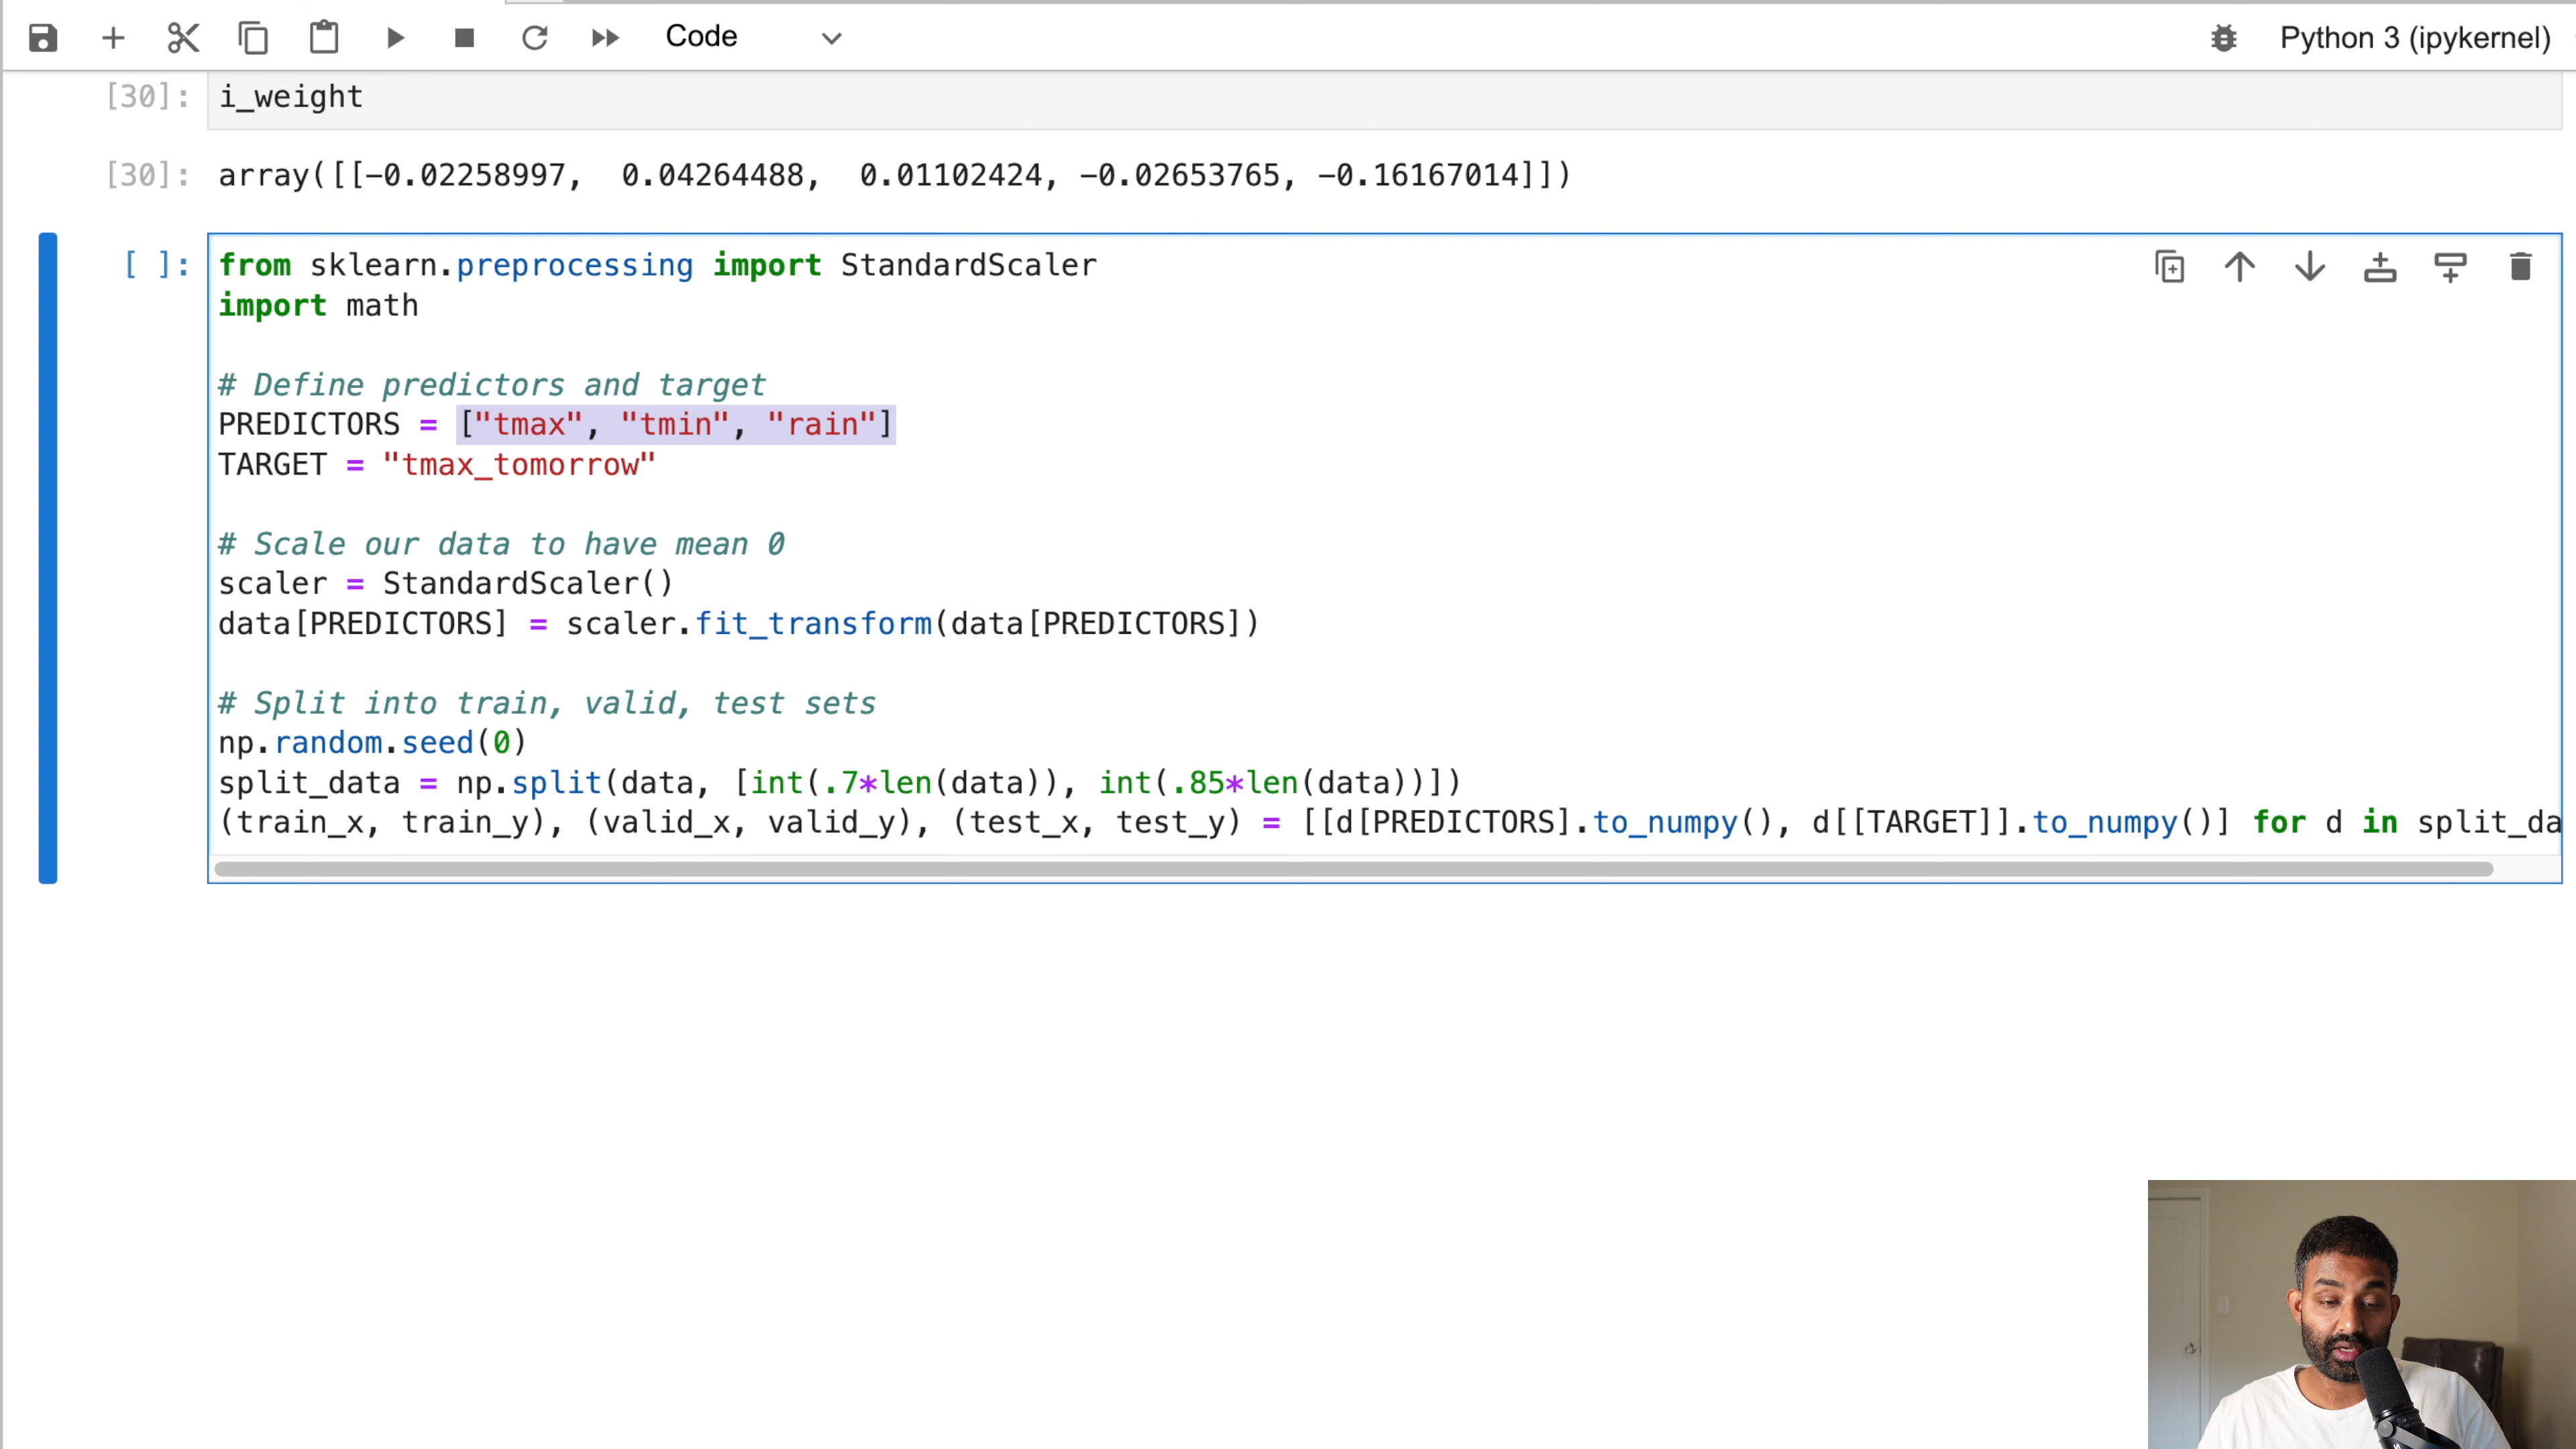 Code
Python 3 (ipykernel)
[30]: i_weight
[30]: array([[-0.02258997,  0.04264488,  0.01102424, -0.02653765, -0.16167014]])
[ ]: from sklearn.preprocessing import StandardScaler
import math
# Define predictors and target
PREDICTORS = ["tmax", "tmin", "rain"]
TARGET = "tmax_tomorrow"
# Scale our data to have mean 0
scaler = StandardScaler()
data[PREDICTORS] = scaler.fit_transform(data[PREDICTORS])
# Split into train, valid, test sets
np.random.seed(0)
split_data = np.split(data, [int(.7*len(data)), int(.85*len(data))])
(train_x, train_y), (valid_x, valid_y), (test_x, test_y) = [[d[PREDICTORS].to_numpy(), d[[TARGET]].to_numpy()] for d in split_da